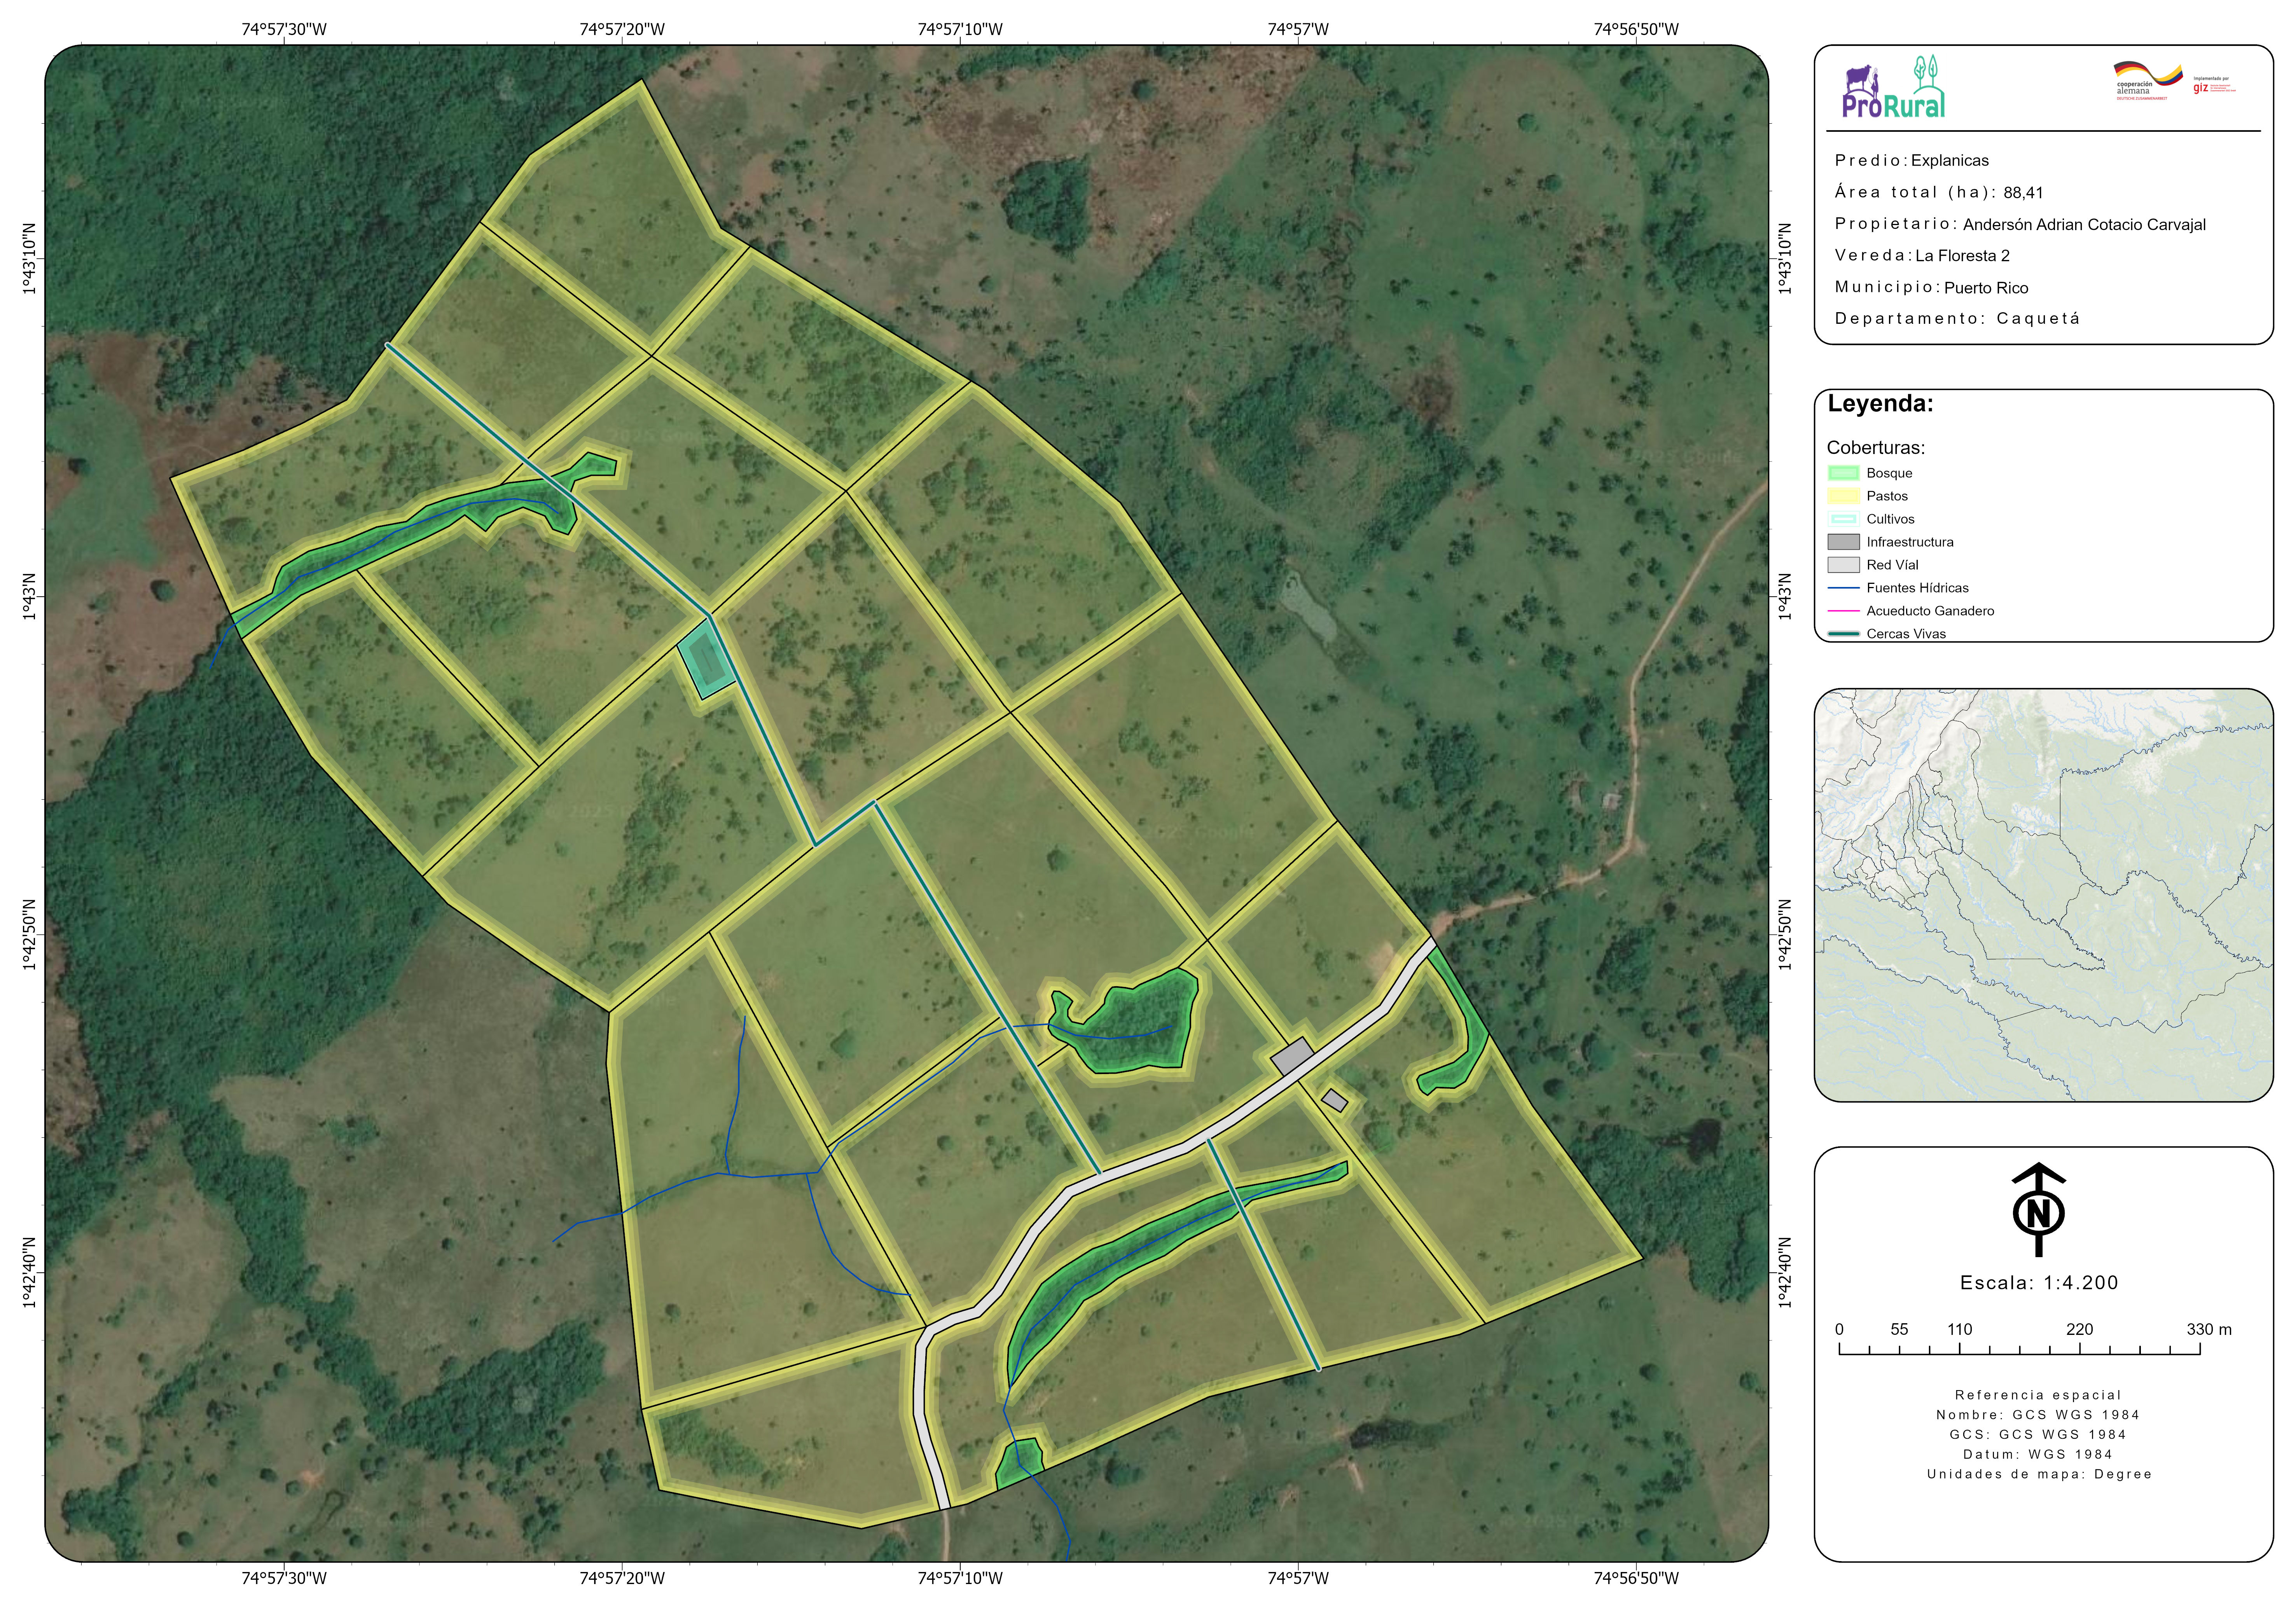 74°57'30"W 74°57'20"W 74°57'10"W 74°57'W 74°56'50"W
1°43'10"N
1°43'N
1°42'50"N
1°42'40"N
1°43'10"N
1°43'N
1°42'50"N
1°42'40"N
74°57'30"W 74°57'20"W 74°57'10"W 74°57'W 74°56'50"W
ProRural
cooperación
alemana
DEUTSCHE ZUSAMMENARBEIT
Implementada por
giz
Predio: Explanicas
Área total (ha): 88,41
Propietario: Andersón Adrian Cotacio Carvajal
Vereda: La Floresta 2
Municipio: Puerto Rico
Departamento: Caquetá
Leyenda:
Coberturas:
Bosque
Pastos
Cultivos
Infraestructura
Red Víal
Fuentes Hídricas
Acueducto Ganadero
Cercas Vivas
N
Escala: 1:4.200
0 55 110 220 330 m
Referencia espacial
Nombre: GCS WGS 1984
GCS: GCS WGS 1984
Datum: WGS 1984
Unidades de mapa: Degree